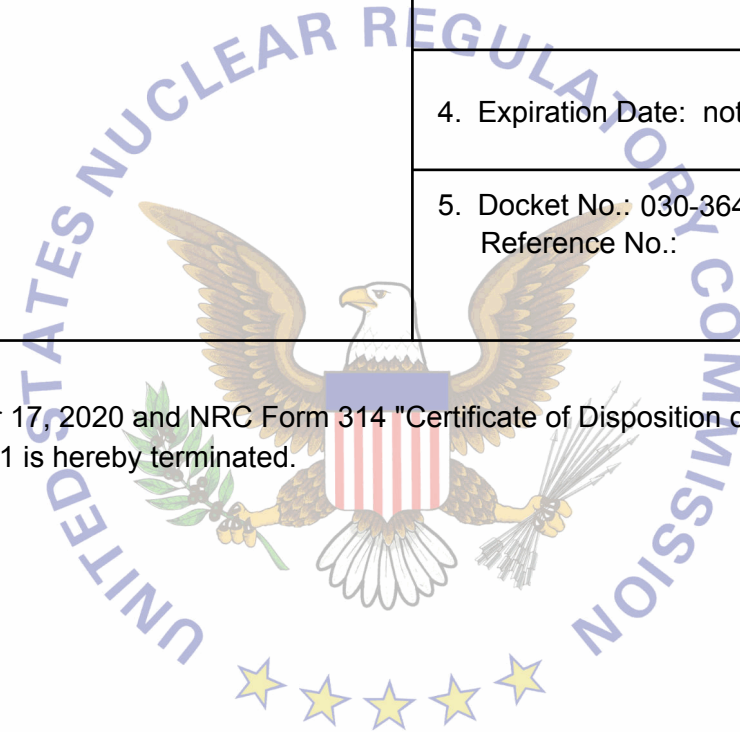 UNITED STATES NUCLEAR REGULATORY COMMISSION
4. Expiration Date: not
5. Docket No.: 030-364
Reference No.:
17, 2020 and NRC Form 314 "Certificate of Disposition
1 is hereby terminated.